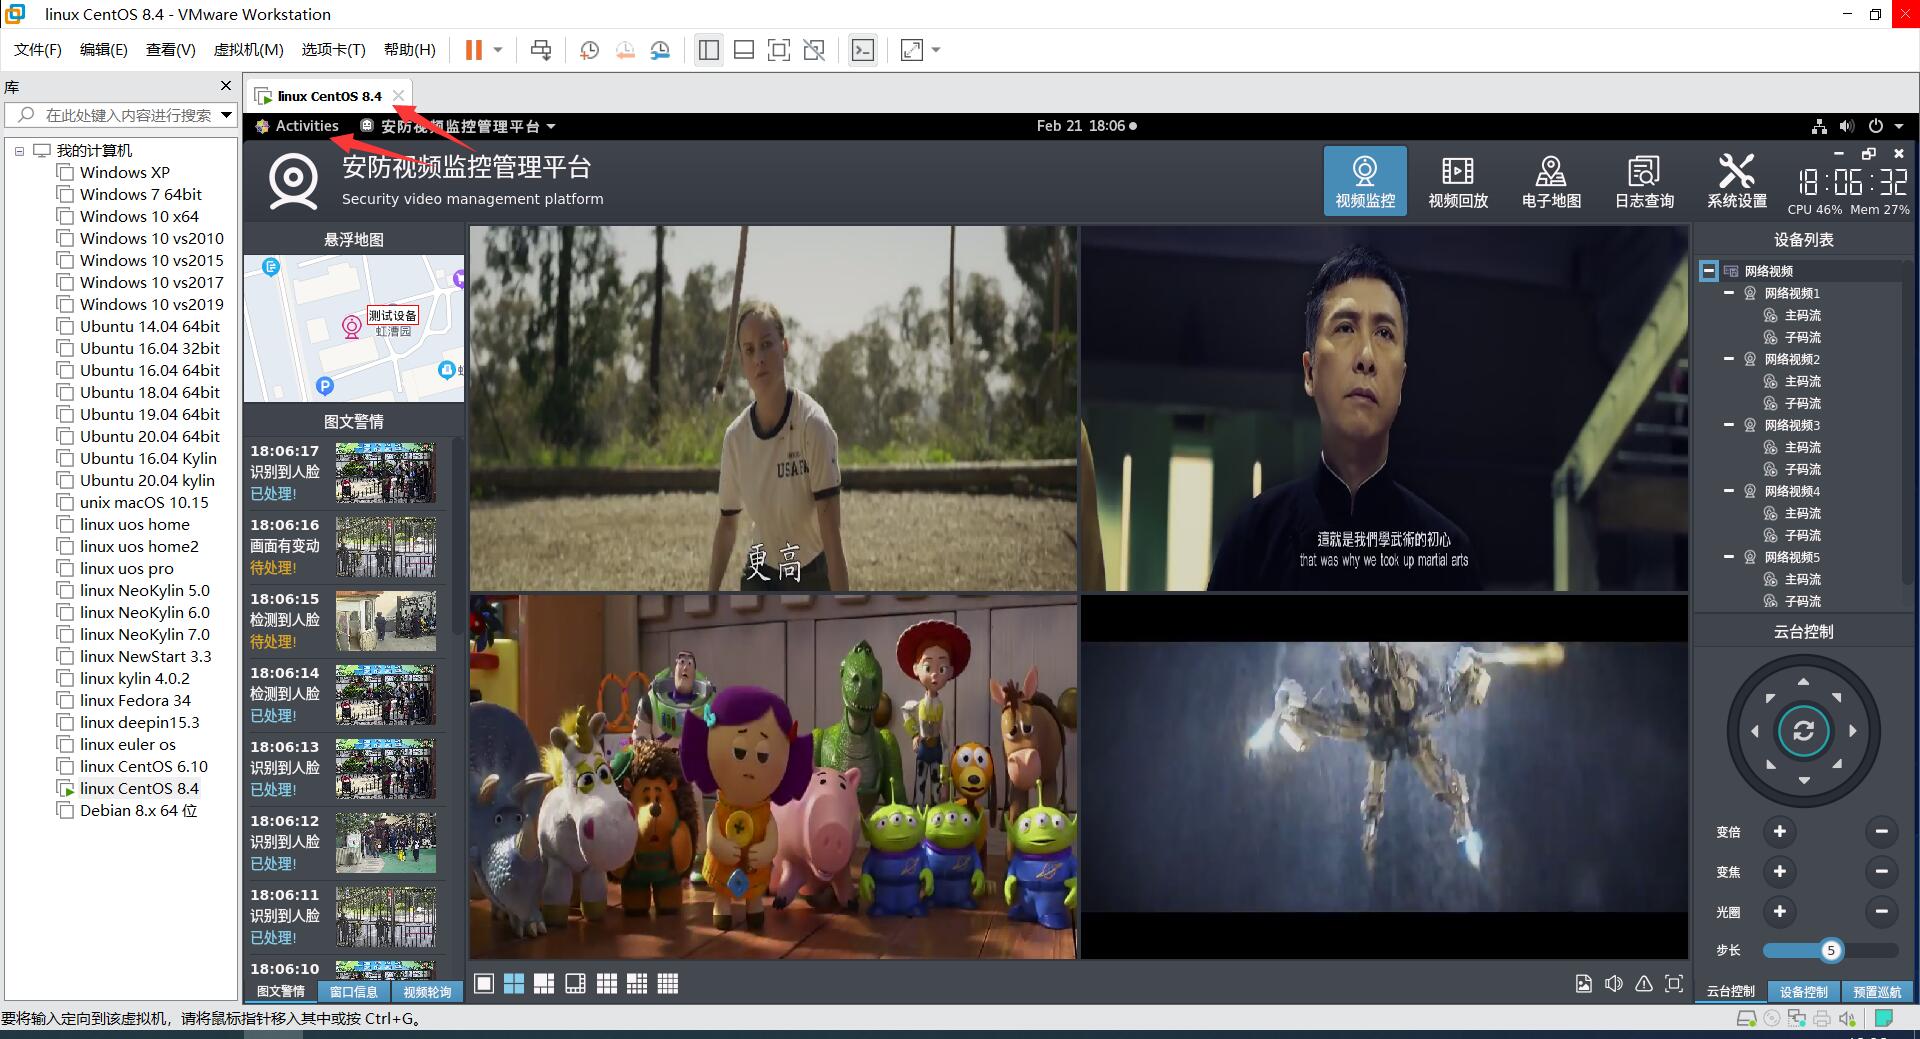 linux CentOS 8.4 - VMware Workstation
文件(F) 编辑(E) 查看(V) 虚拟机(M) 选项卡(T) 帮助(H)
库
在此处键入内容进行搜索
我的计算机
Windows XP
Windows 7 64bit
Windows 10 x64
Windows 10 vs2010
Windows 10 vs2015
Windows 10 vs2017
Windows 10 vs2019
Ubuntu 14.04 64bit
Ubuntu 16.04 32bit
Ubuntu 16.04 64bit
Ubuntu 18.04 64bit
Ubuntu 19.04 64bit
Ubuntu 20.04 64bit
Ubuntu 16.04 Kylin
Ubuntu 20.04 kylin
unix macOS 10.15
linux uos home
linux uos home2
linux uos pro
linux NeoKylin 5.0
linux NeoKylin 6.0
linux NeoKylin 7.0
linux NewStart 3.3
linux kylin 4.0.2
linux Fedora 34
linux deepin15.3
linux euler os
linux CentOS 6.10
linux CentOS 8.4
Debian 8.x 64 位
linux CentOS 8.4
Activities 安防视频监控管理平台 Feb 21 18:06
安防视频监控管理平台
Security video management platform
视频监控 视频回放 电子地图 日志查询 系统设置
18:06:32
CPU 46% Mem 27%
悬浮地图
测试设备
虹漕园
P
图文警情
18:06:17
识别到人脸
已处理!
18:06:16
画面有变动
待处理!
18:06:15
检测到人脸
待处理!
18:06:14
检测到人脸
已处理!
18:06:13
识别到人脸
已处理!
18:06:12
识别到人脸
已处理!
18:06:11
识别到人脸
已处理!
18:06:10
图文警情 窗口信息 视频轮询
更高
這就是我們學武術的初心
that was why we took up martial arts
设备列表
网络视频
网络视频1
主码流
子码流
网络视频2
主码流
子码流
网络视频3
主码流
子码流
网络视频4
主码流
子码流
网络视频5
主码流
子码流
云台控制
变倍
变焦
光圈
步长 5
云台控制 设备控制 预置巡航
要将输入定向到该虚拟机，请将鼠标指针移入其中或按 Ctrl+G。